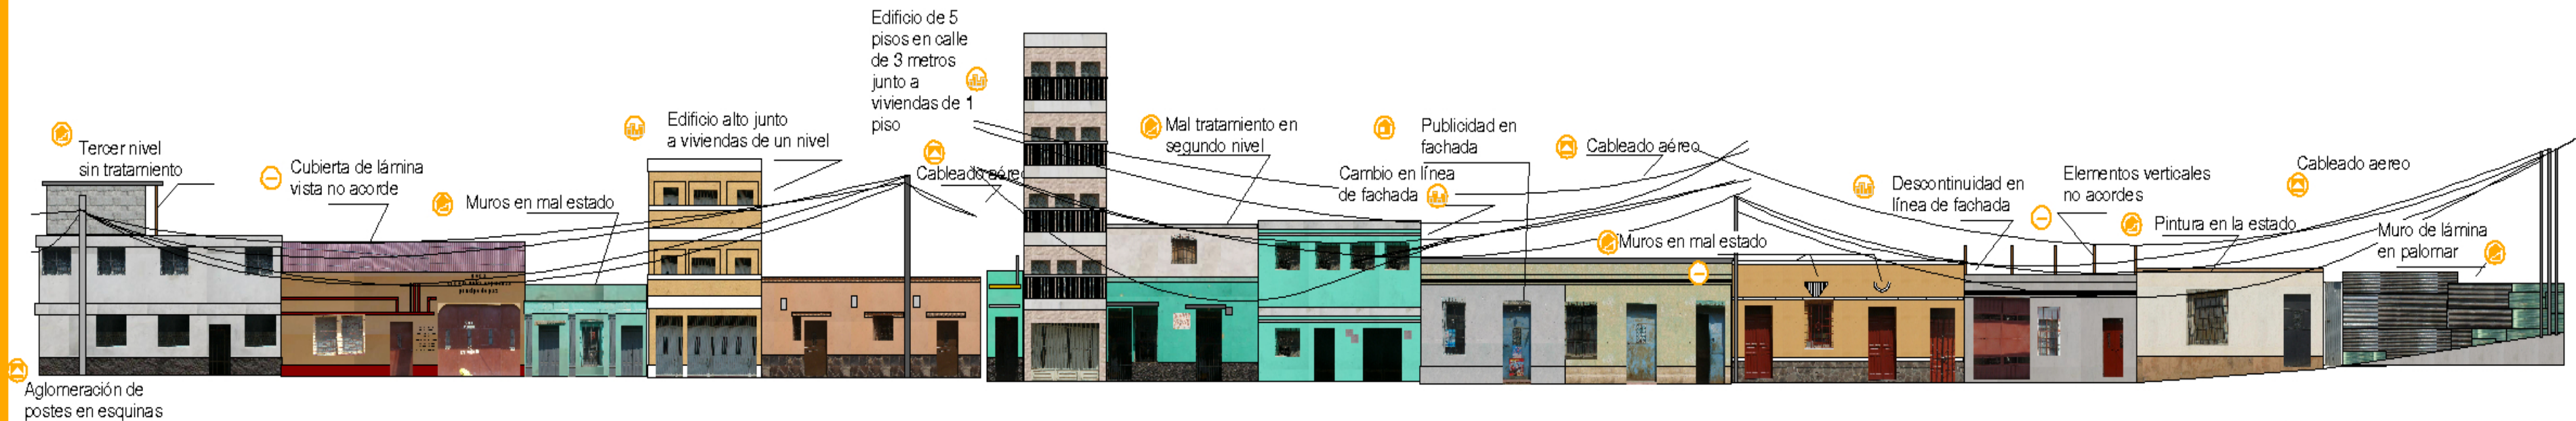 Edificio de 5
pisos en calle
de 3 metros
junto a
viviendas de 1
piso
Tercer nivel
sin tratamiento
Cubierta de lámina
vista no acorde
Muros en mal estado
Edificio alto junto
a viviendas de un nivel
Cableado aéreo
Mal tratamiento en
segundo nivel
Cambio en línea
de fachada
Publicidad en
fachada
Cableado aéreo
Muros en mal estado
Descontinuidad en
línea de fachada
Elementos verticales
no acordes
Pintura en la estado
Cableado aereo
Muro de lámina
en palomar
Aglomeración de
postes en esquinas
principe de paz